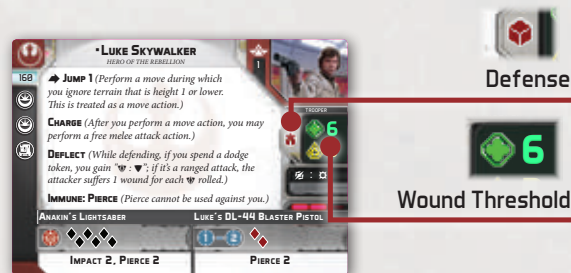 •Luke Skywalker
HERO OF THE REBELLION
160
1
Jump 1 (Perform a move during which
you ignore terrain that is height 1 or lower.
This is treated as a move action.)
Charge (After you perform a move action, you may
perform a free melee attack action.)
Deflect (While defending, if you spend a dodge
token, you gain " : "; if it's a ranged attack, the
attacker suffers 1 wound for each rolled.)
Immune: Pierce (Pierce cannot be used against you.)
TROOPER
6
:
Anakin's Lightsaber
Impact 2, Pierce 2
Luke's DL-44 Blaster Pistol
1-2
Pierce 2
Defense
6
Wound Threshold